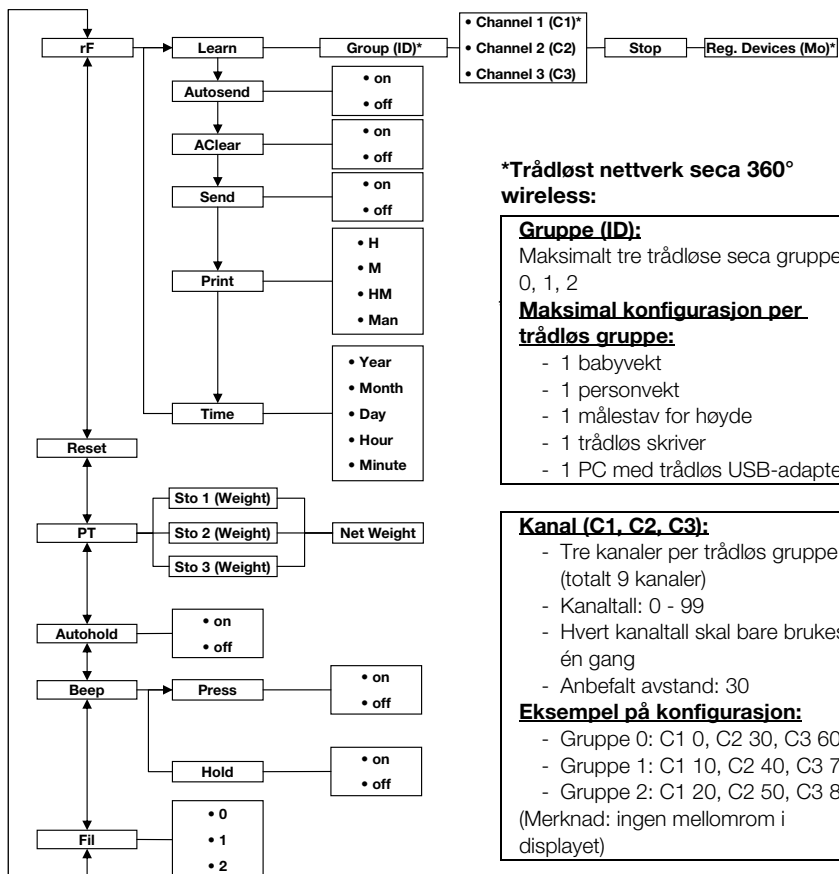 rF
Learn
Group (ID)*
• Channel 1 (C1)*
• Channel 2 (C2)
• Channel 3 (C3)
Stop
Reg. Devices (Mo)*
Autosend
• on
• off
AClear
• on
• off
Send
• on
• off
Print
• H
• M
• HM
• Man
Time
• Year
• Month
• Day
• Hour
• Minute
Reset
PT
Sto 1 (Weight)
Sto 2 (Weight)
Sto 3 (Weight)
Net Weight
Autohold
• on
• off
Beep
Press
• on
• off
Hold
• on
• off
Fil
• 0
• 1
• 2
*Trådløst nettverk seca 360°
wireless:
Gruppe (ID):
Maksimalt tre trådløse seca gruppe
0, 1, 2
Maksimal konfigurasjon per
trådløs gruppe:
- 1 babyvekt
- 1 personvekt
- 1 målestav for høyde
- 1 trådløs skriver
- 1 PC med trådløs USB-adapte
Kanal (C1, C2, C3):
- Tre kanaler per trådløs gruppe
(totalt 9 kanaler)
- Kanaltall: 0 - 99
- Hvert kanaltall skal bare brukes
én gang
- Anbefalt avstand: 30
Eksempel på konfigurasjon:
- Gruppe 0: C1 0, C2 30, C3 60
- Gruppe 1: C1 10, C2 40, C3 7
- Gruppe 2: C1 20, C2 50, C3 8
(Merknad: ingen mellomrom i
displayet)